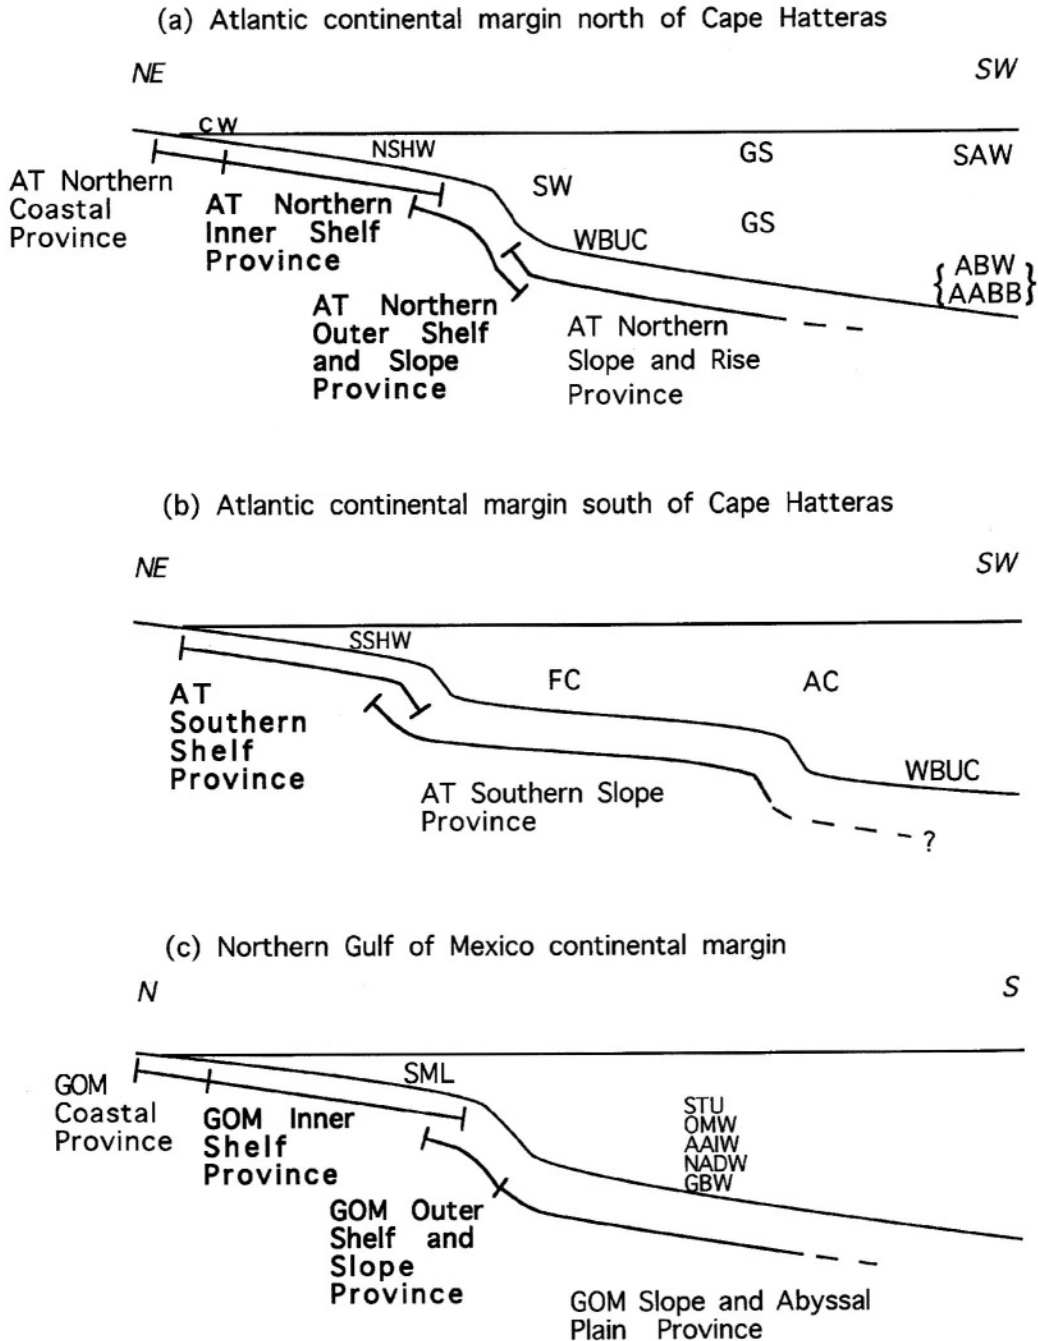 (a) Atlantic continental margin north of Cape Hatteras
NE
SW
CW
NSHW
GS
SAW
SW
GS
WBUC
{ABW
AABB}
AT Northern
Coastal
Province
AT Northern
Inner Shelf
Province
AT Northern
Outer Shelf
and Slope
Province
AT Northern
Slope and Rise
Province
(b) Atlantic continental margin south of Cape Hatteras
NE
SW
SSHW
FC
AC
WBUC
AT
Southern
Shelf
Province
AT Southern Slope
Province
?
(c) Northern Gulf of Mexico continental margin
N
S
SML
STU
OMW
AAIW
NADW
GBW
GOM
Coastal
Province
GOM Inner
Shelf
Province
GOM Outer
Shelf and
Slope
Province
GOM Slope and Abyssal
Plain Province